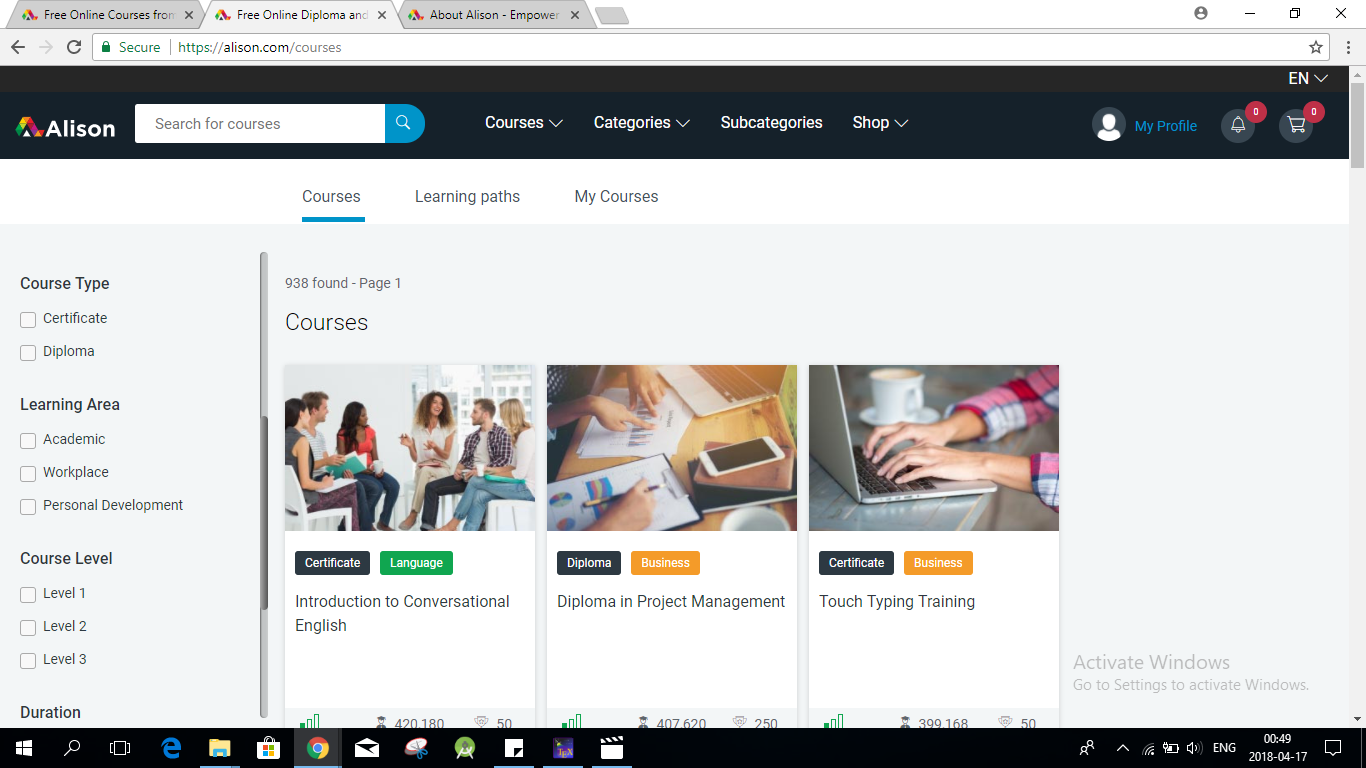 Free Online Courses from
Free Online Diploma and
About Alison - Empower
Secure
https://alison.com/courses
EN
Alison
Search for courses
Courses
Categories
Subcategories
Shop
My Profile
0
0
Courses
Learning paths
My Courses
Course Type
Certificate
Diploma
Learning Area
Academic
Workplace
Personal Development
Course Level
Level 1
Level 2
Level 3
Duration
938 found - Page 1
Courses
Certificate
Language
Introduction to Conversational
English
420,180
50
Diploma
Business
Diploma in Project Management
407,620
250
Certificate
Business
Touch Typing Training
399,168
50
Activate Windows
Go to Settings to activate Windows.
ENG
00:49
2018-04-17